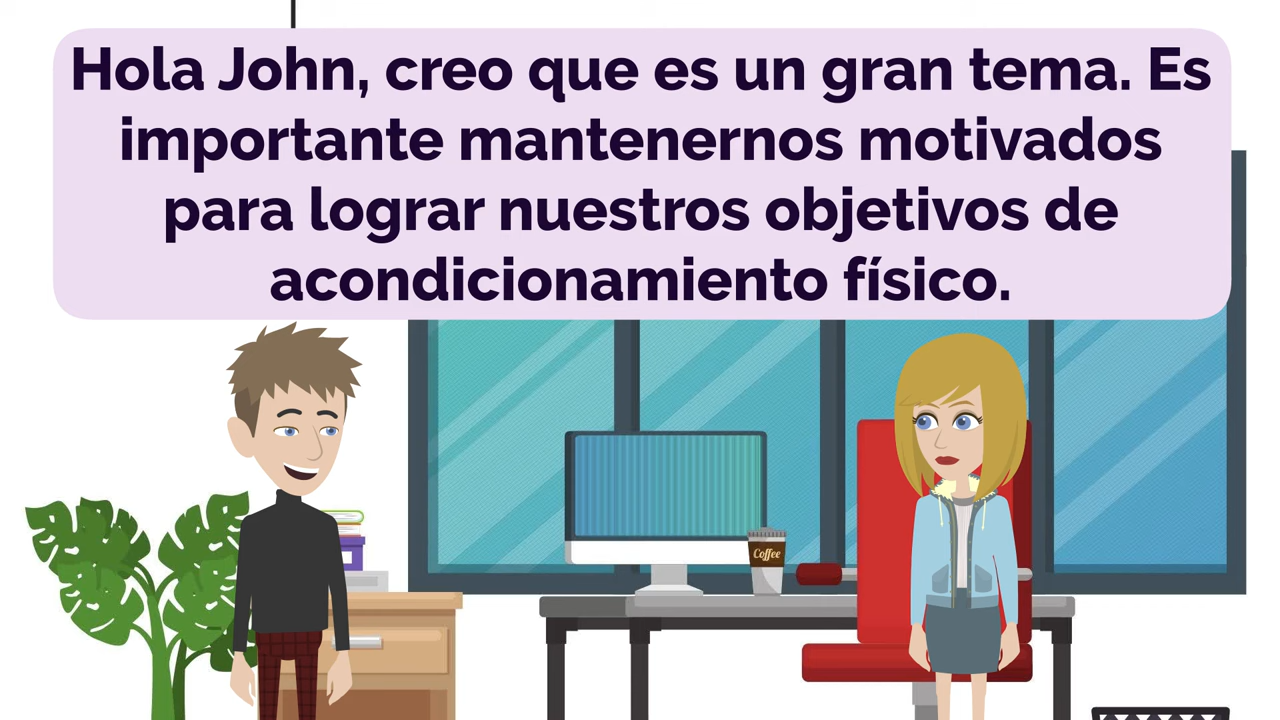 Hola John, creo que es un gran tema. Es
importante mantenernos motivados
para lograr nuestros objetivos de
acondicionamiento físico.
Coffee